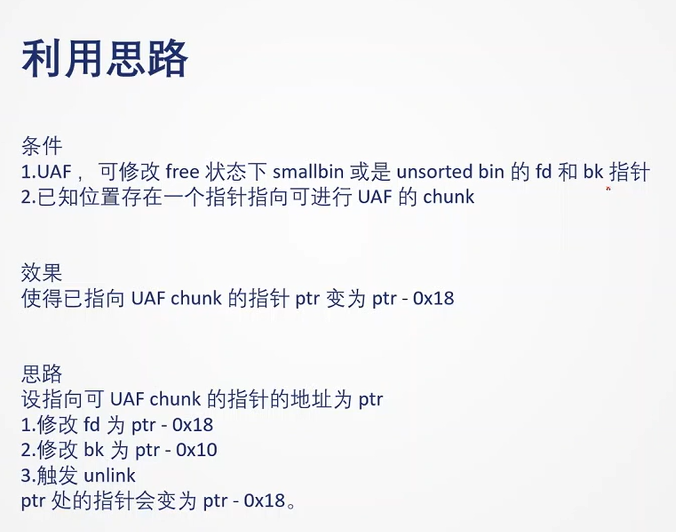 利用思路
条件
1.UAF ，可修改 free 状态下 smallbin 或是 unsorted bin 的 fd 和 bk 指针
2.已知位置存在一个指针指向可进行 UAF 的 chunk
效果
使得已指向 UAF chunk 的指针 ptr 变为 ptr - 0x18
思路
设指向可 UAF chunk 的指针的地址为 ptr
1.修改 fd 为 ptr - 0x18
2.修改 bk 为 ptr - 0x10
3.触发 unlink
ptr 处的指针会变为 ptr - 0x18。